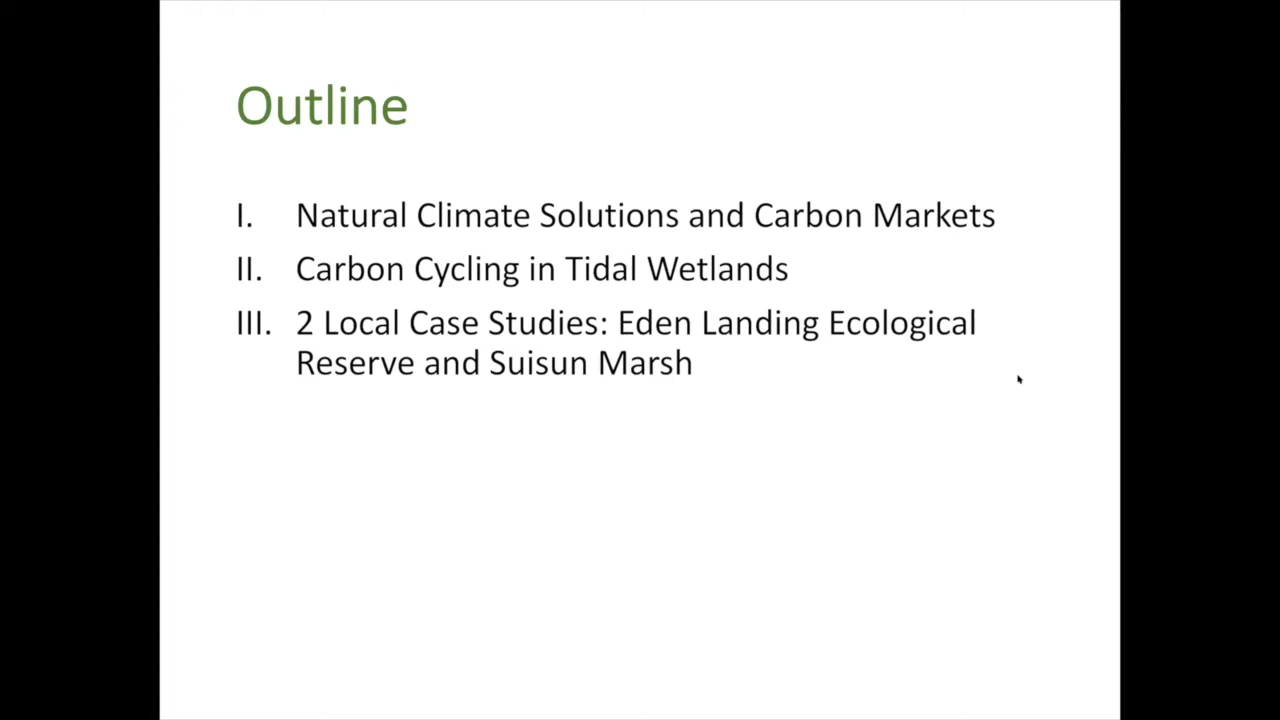 Outline
I. Natural Climate Solutions and Carbon Markets
II. Carbon Cycling in Tidal Wetlands
III. 2 Local Case Studies: Eden Landing Ecological
Reserve and Suisun Marsh